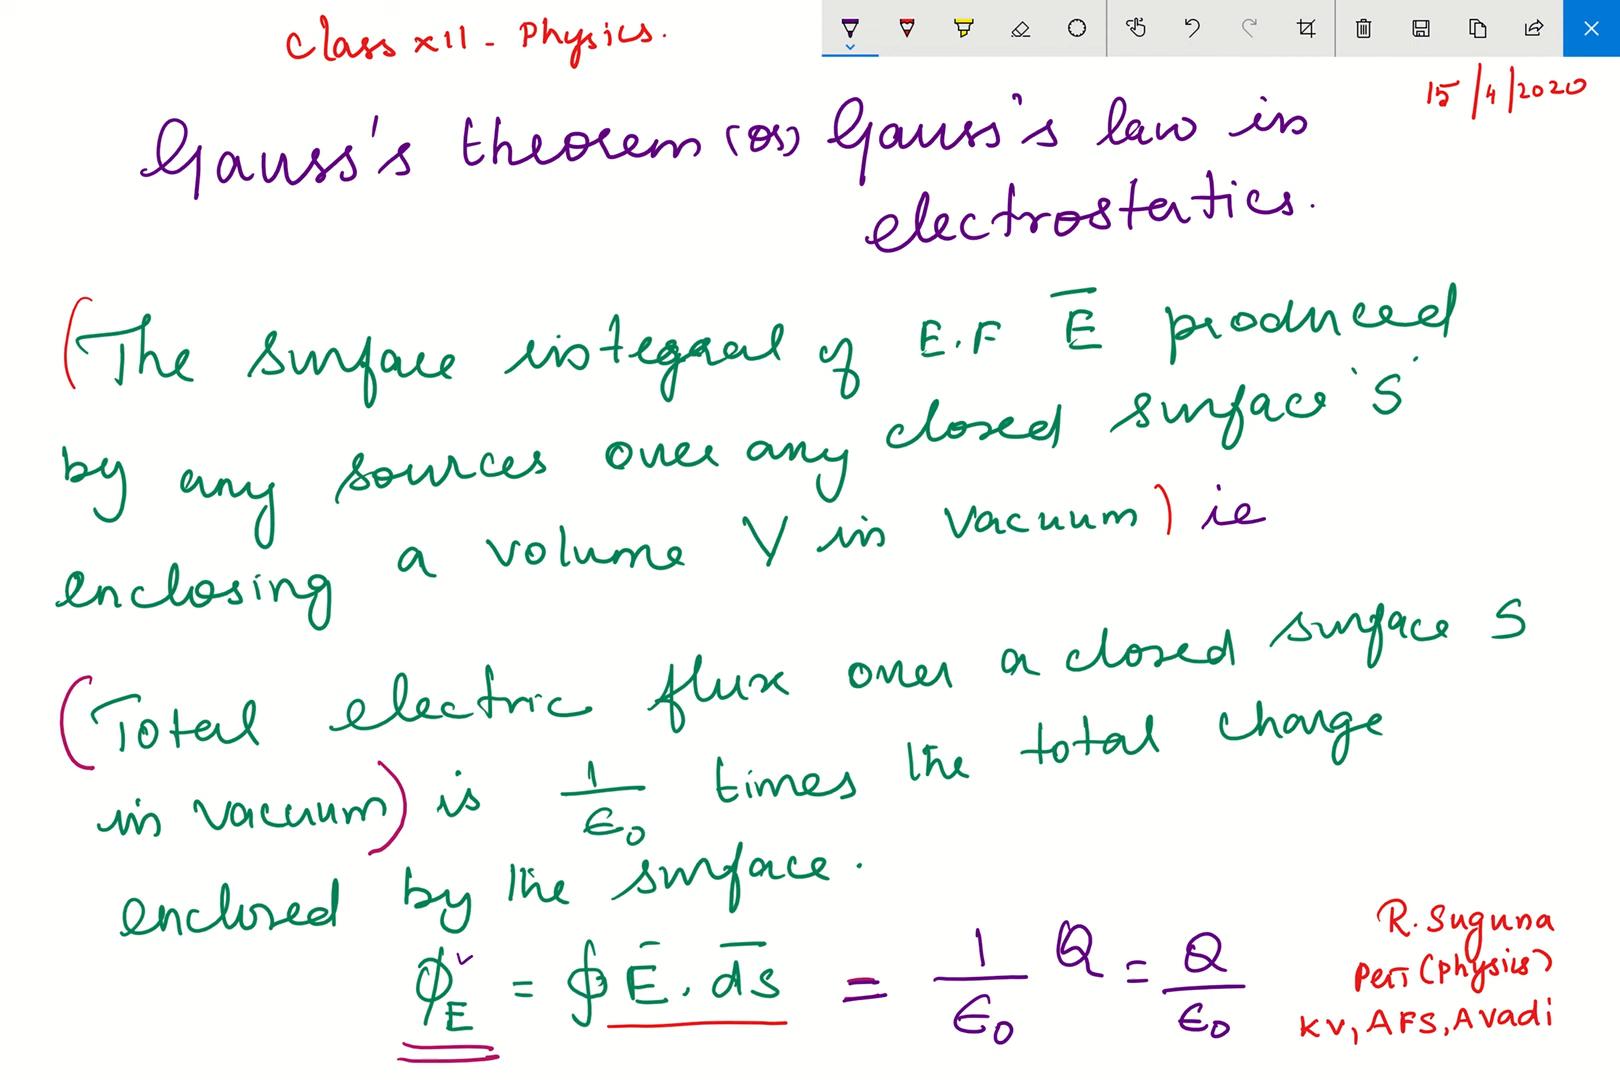 Class XII - Physics.
15/4/2020
Gauss's theorem (or) Gauss's law in
electrostatics.
(The surface integral of E.F E̅ produced
by any sources over any closed surface 'S'
enclosing a volume V in vacuum) ie
(Total electric flux over a closed surface S
in vacuum) is 1/ϵ₀ times the total charge
enclosed by the surface.
ϕ_E = ∮ E̅ . d̅s̅ = 1/ϵ₀ Q = Q/ϵ₀
R. Suguna
PGT (Physics)
KV, AFS, Avadi